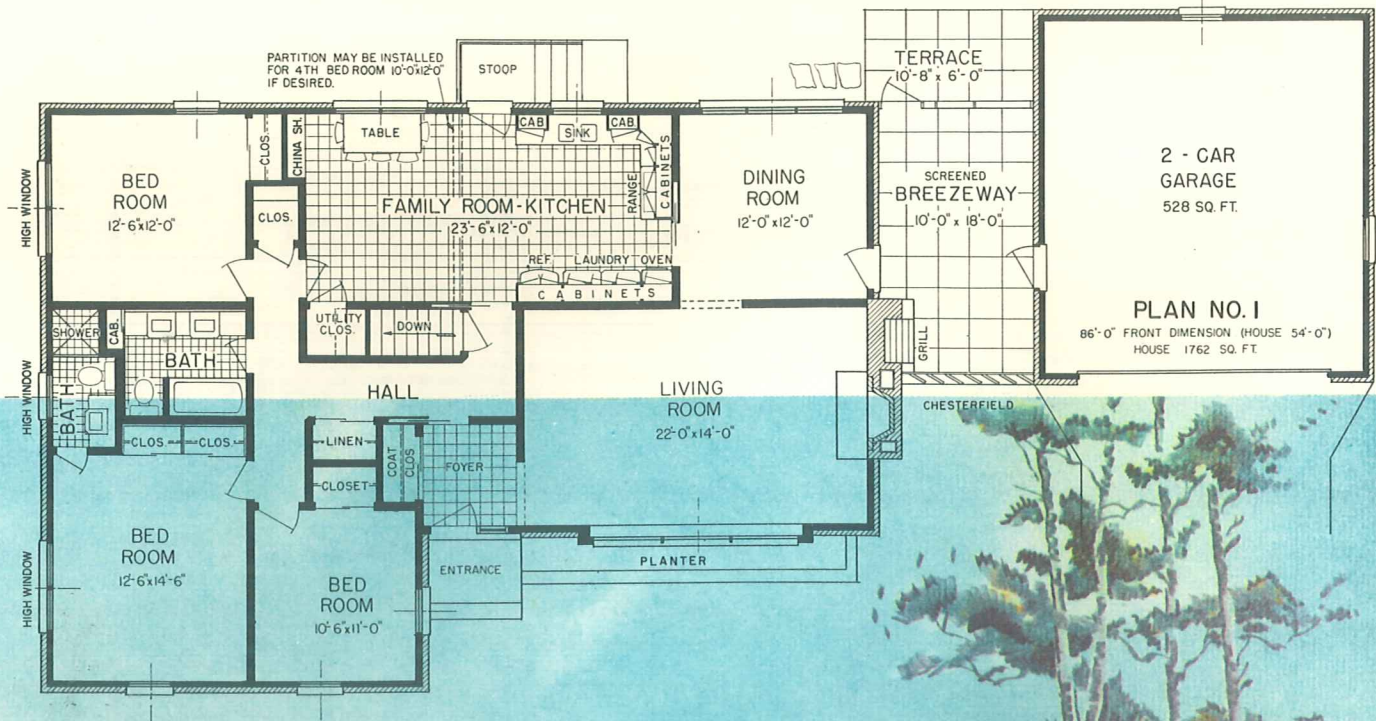 PARTITION MAY BE INSTALLED
FOR 4TH BED ROOM 10'-0"x12'-0"
IF DESIRED.
STOOP
TERRACE
10'-8" x 6'-0"
HIGH WINDOW
BED
ROOM
12'-6"x12'-0"
CLOS.
CHINA SH.
TABLE
CAB
SINK
CAB.
CLOS.
FAMILY ROOM-KITCHEN
23'-6"x12'-0"
RANGE
CABINETS
DINING
ROOM
12'-0"x12'-0"
SCREENED
BREEZEWAY
10'-0" x 18'-0"
2 - CAR
GARAGE
528 SQ. FT.
REF. LAUNDRY OVEN
CABINETS
PLAN NO. 1
86'-0" FRONT DIMENSION (HOUSE 54'-0")
HOUSE 1762 SQ. FT.
SHOWER
CAB.
BATH
UTILITY
CLOS.
DOWN
GRILL
HIGH WINDOW
BATH
HALL
LIVING
ROOM
22'-0"x14'-0"
CHESTERFIELD
CLOS.
CLOS.
LINEN
COAT
CLOS
FOYER
CLOSET
HIGH WINDOW
BED
ROOM
12'-6"x14'-6"
BED
ROOM
10'-6"x11'-0"
ENTRANCE
PLANTER